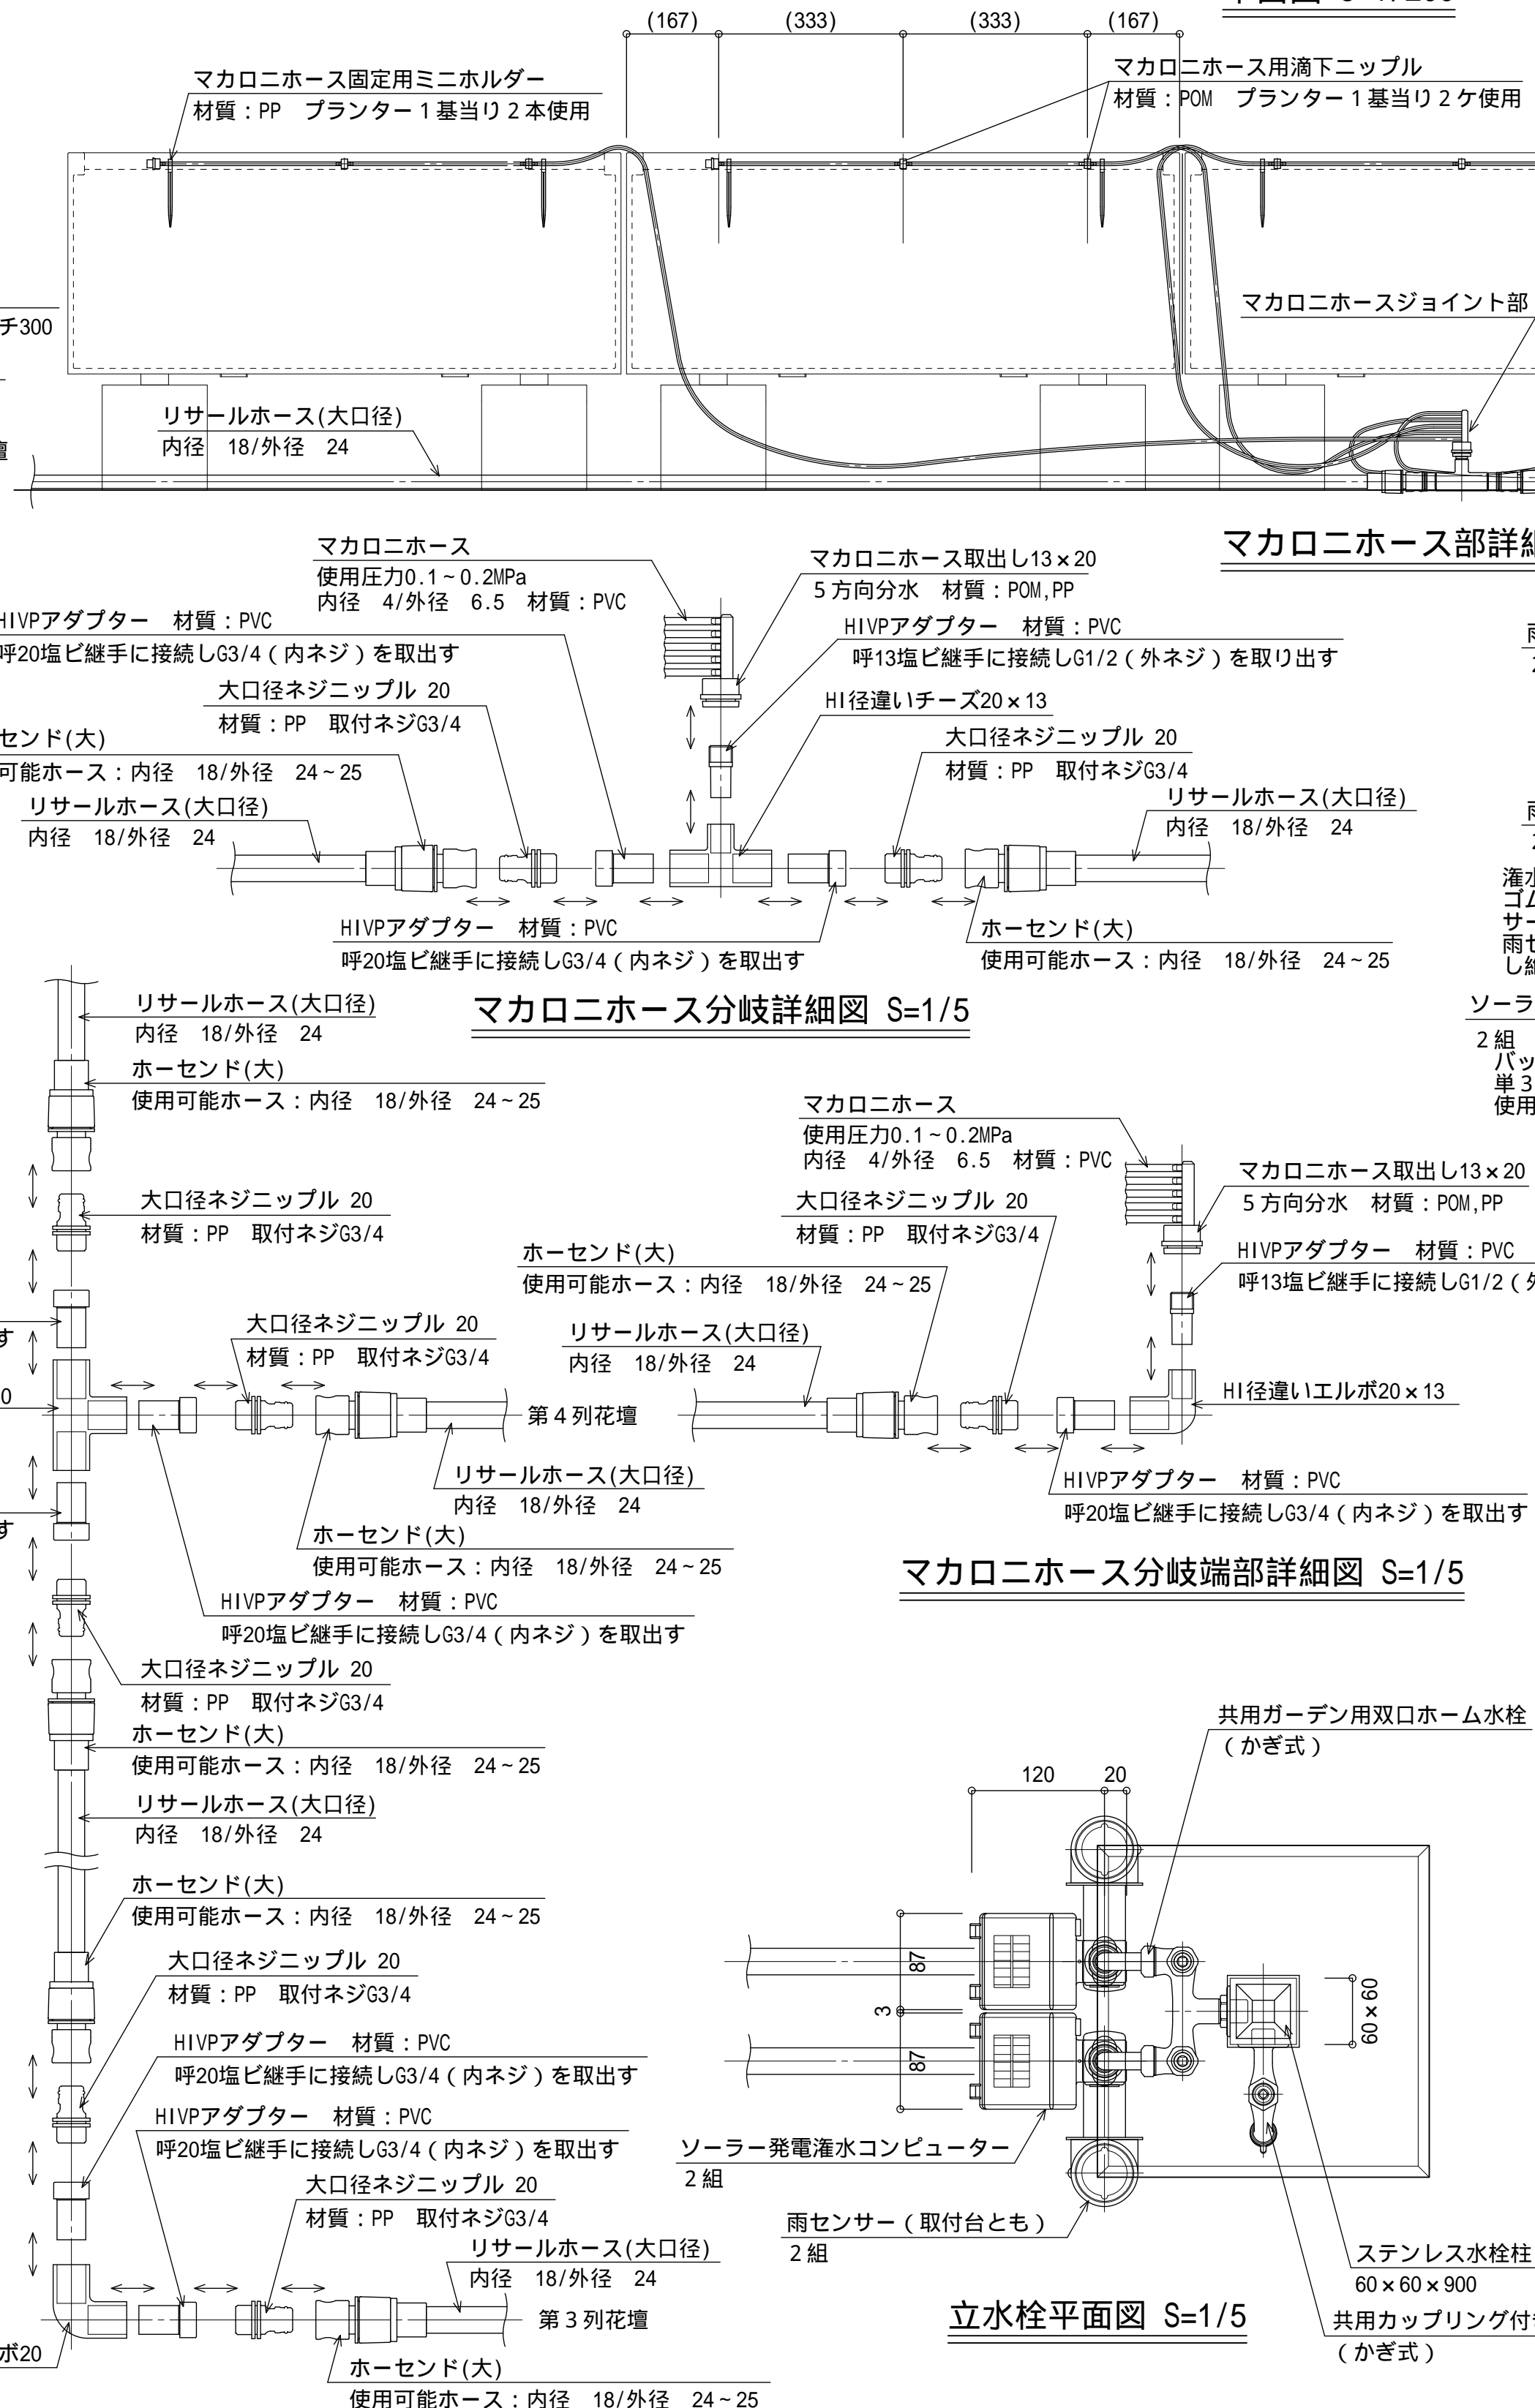 (167)
(333)
(333)
(167)
マカロニホース固定用ミニホルダー
材質：PP　プランター１基当り２本使用
マカロニホース用滴下ニップル
材質：POM　プランター１基当り２ケ使用
チ300
マカロニホースジョイント部
リサールホース(大口径)
内径　18/外径　24
マカロニホース部詳細
マカロニホース
使用圧力0.1～0.2MPa
内径　4/外径　6.5　材質：PVC
マカロニホース取出し13×20
５方向分水　材質：POM,PP
HIVPアダプター　材質：PVC
呼20塩ビ継手に接続しG3/4（内ネジ）を取出す
HIVPアダプター　材質：PVC
呼13塩ビ継手に接続しG1/2（外ネジ）を取り出す
大口径ネジニップル 20
材質：PP　取付ネジG3/4
HI径違いチーズ20×13
センド(大)
可能ホース：内径　18/外径　24～25
大口径ネジニップル 20
材質：PP　取付ネジG3/4
リサールホース(大口径)
内径　18/外径　24
リサールホース(大口径)
内径　18/外径　24
HIVPアダプター　材質：PVC
呼20塩ビ継手に接続しG3/4（内ネジ）を取出す
ホーセンド(大)
使用可能ホース：内径　18/外径　24～25
マカロニホース分岐詳細図 S=1/5
ゴム
サー
ソーラ
２組
バッ
単３
使用
リサールホース(大口径)
内径　18/外径　24
ホーセンド(大)
使用可能ホース：内径　18/外径　24～25
大口径ネジニップル 20
材質：PP　取付ネジG3/4
マカロニホース
使用圧力0.1～0.2MPa
内径　4/外径　6.5　材質：PVC
マカロニホース取出し13×20
５方向分水　材質：POM,PP
大口径ネジニップル 20
材質：PP　取付ネジG3/4
HIVPアダプター　材質：PVC
呼13塩ビ継手に接続しG1/2（外
ホーセンド(大)
使用可能ホース：内径　18/外径　24～25
大口径ネジニップル 20
材質：PP　取付ネジG3/4
リサールホース(大口径)
内径　18/外径　24
す
0
第４列花壇
HI径違いエルボ20×13
リサールホース(大口径)
内径　18/外径　24
HIVPアダプター　材質：PVC
呼20塩ビ継手に接続しG3/4（内ネジ）を取出す
す
ホーセンド(大)
使用可能ホース：内径　18/外径　24～25
マカロニホース分岐端部詳細図 S=1/5
HIVPアダプター　材質：PVC
呼20塩ビ継手に接続しG3/4（内ネジ）を取出す
大口径ネジニップル 20
材質：PP　取付ネジG3/4
ホーセンド(大)
使用可能ホース：内径　18/外径　24～25
リサールホース(大口径)
内径　18/外径　24
ホーセンド(大)
使用可能ホース：内径　18/外径　24～25
大口径ネジニップル 20
材質：PP　取付ネジG3/4
HIVPアダプター　材質：PVC
呼20塩ビ継手に接続しG3/4（内ネジ）を取出す
HIVPアダプター　材質：PVC
呼20塩ビ継手に接続しG3/4（内ネジ）を取出す
大口径ネジニップル 20
材質：PP　取付ネジG3/4
リサールホース(大口径)
内径　18/外径　24
第３列花壇
ボ20
ホーセンド(大)
使用可能ホース：内径　18/外径　24～25
共用ガーデン用双口ホーム水栓
（かぎ式）
120
20
87
3
87
60×60
ソーラー発電潅水コンピューター
２組
雨センサー（取付台とも）
２組
ステンレス水栓柱
60×60×900
共用カップリング付き
（かぎ式）
立水栓平面図 S=1/5